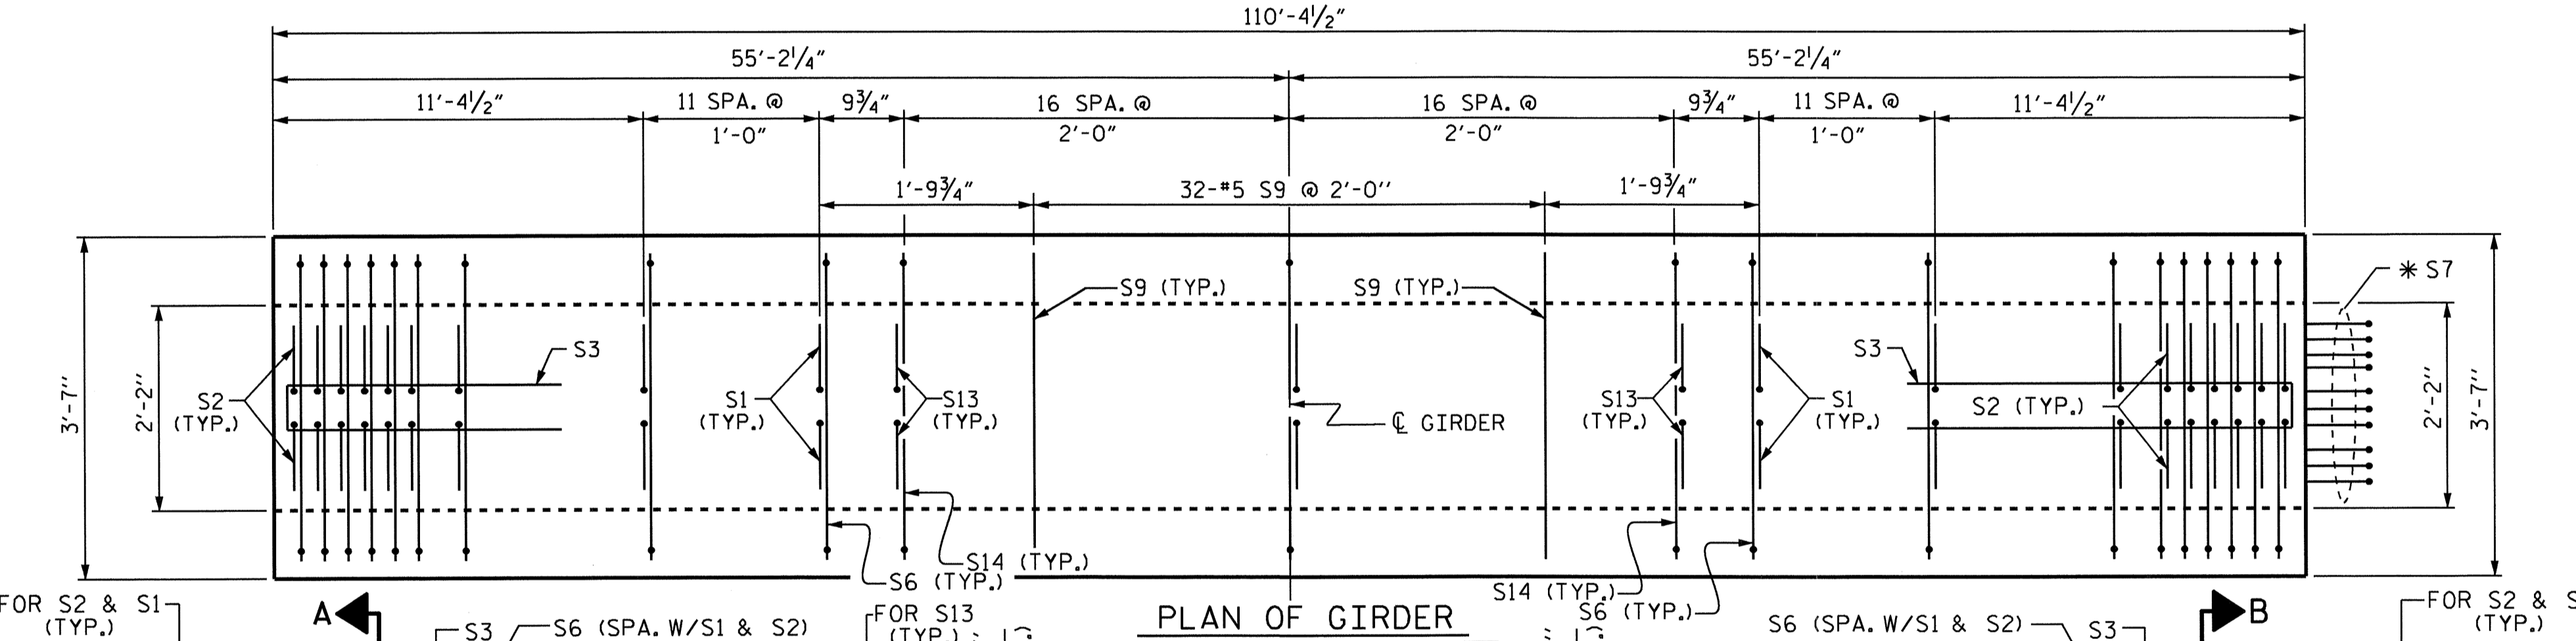 110'-4½"
55'-2¼" 55'-2¼"
11'-4½" 11 SPA. @ 9¾" 16 SPA. @ 16 SPA. @ 9¾" 11 SPA. @ 11'-4½"
1'-0" 2'-0" 2'-0" 1'-0"
1'-9¾" 32-#5 S9 @ 2'-0'' 1'-9¾"
S9 (TYP.) S9 (TYP.) * S7
S3 S3
3'-7'' 2'-2'' S2 S1 S13 S13 S1 S2 (TYP.) 2'-2'' 3'-7''
(TYP.) (TYP.) (TYP.) (TYP.) (TYP.)
℄ GIRDER
S14 (TYP.)
S6 (TYP.)
S14 (TYP.)
S6 (TYP.)
FOR S2 & S1 A FOR S13 PLAN OF GIRDER B FOR S2 & S
(TYP.) S3 S6 (SPA. W/S1 & S2) (TYP.) S6 (SPA. W/S1 & S2) S3 (TYP.)